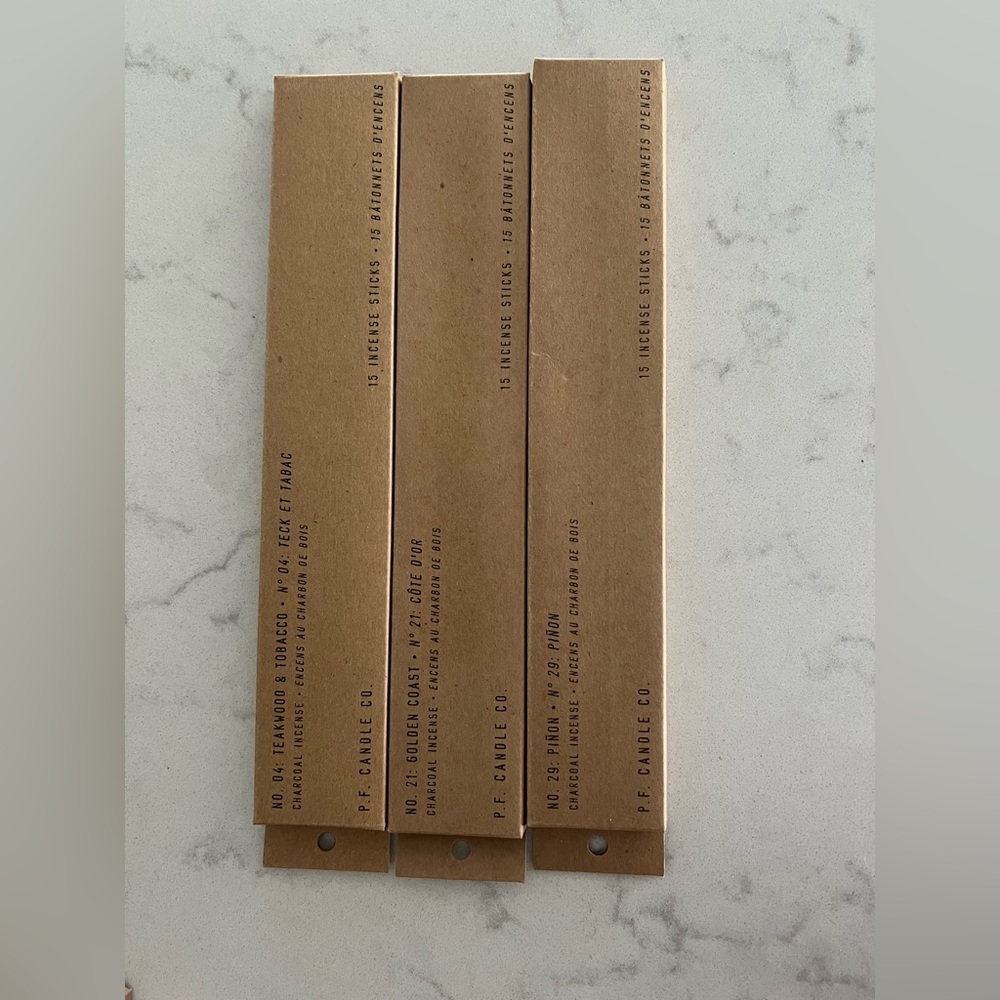 NO. 04: TEAKWOOD & TOBACCO • Nº 04: TECK ET TABAC
CHARCOAL INCENSE • ENCENS AU CHARBON DE BOIS
P.F. CANDLE CO.
15 INCENSE STICKS • 15 BÂTONNETS D'ENCENS
NO. 21: GOLDEN COAST • Nº 21: CÔTE D'OR
CHARCOAL INCENSE • ENCENS AU CHARBON DE BOIS
P.F. CANDLE CO.
15 INCENSE STICKS • 15 BÂTONNETS D'ENCENS
NO. 29: PIÑON • Nº 29: PIÑON
CHARCOAL INCENSE • ENCENS AU CHARBON DE BOIS
P.F. CANDLE CO.
15 INCENSE STICKS • 15 BÂTONNETS D'ENCENS